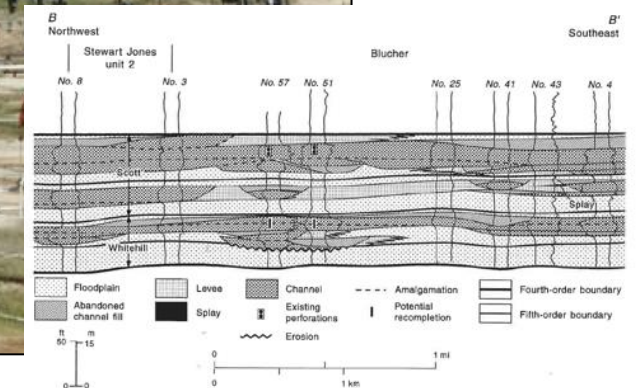 B
B'
Northwest
Southeast
Stewart Jones
unit 2
Blucher
No. 8
No. 3
No. 57
No. 51
No. 25
No. 41
No. 43
No. 4
Scott
Splay
Whitehill
Floodplain
Levee
Channel
Amalgamation
Fourth-order boundary
Abandoned
channel fill
Splay
Existing
perforations
Potential
recompletion
Fifth-order boundary
Erosion
ft m
50 15
0 0
0 1 mi
0 1 km